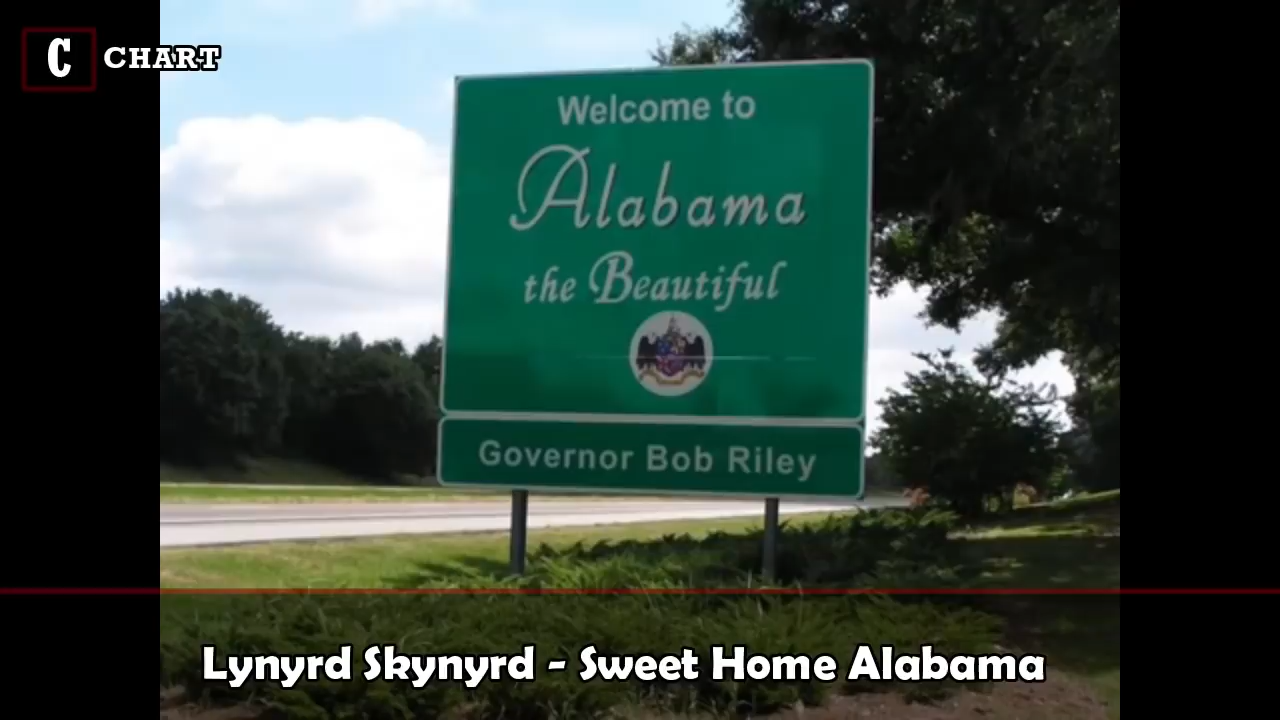 C CHART
Welcome to
Alabama
the Beautiful
Governor Bob Riley
Lynyrd Skynyrd - Sweet Home Alabama